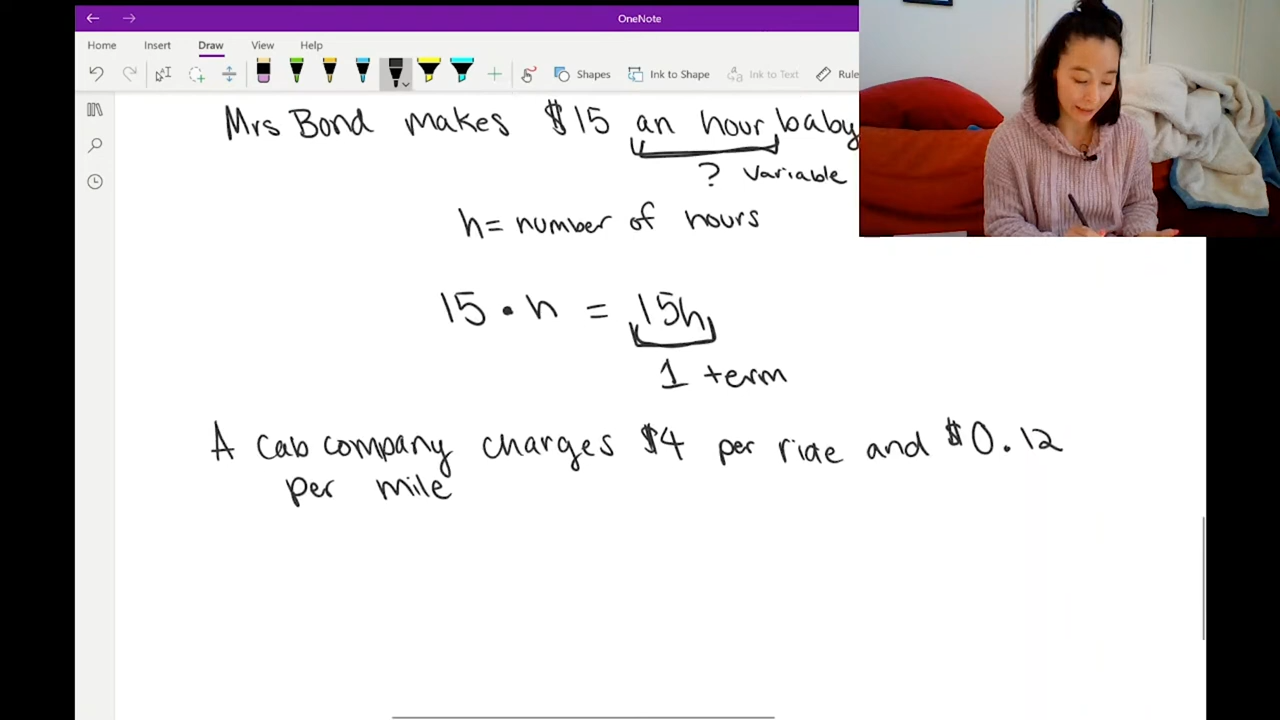 OneNote
Home Insert Draw View Help
Shapes Ink to Shape Ink to Text Rule
Mrs Bond makes $15 an hour baby
? variable
h= number of hours
15 • h = 15h
1 term
A cab company charges $4 per ride and $0.12
per mile